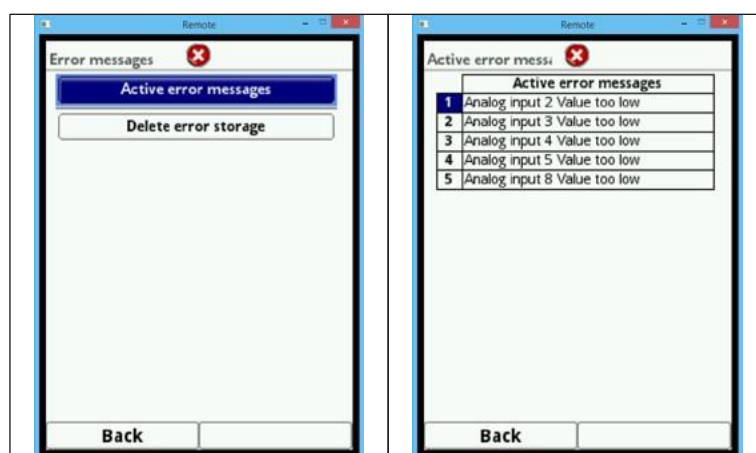 Remote
Error messages
Active error messages
Delete error storage
Back
Remote
Active error messa
Active error messages
1 Analog input 2 Value too low
2 Analog input 3 Value too low
3 Analog input 4 Value too low
4 Analog input 5 Value too low
5 Analog input 8 Value too low
Back